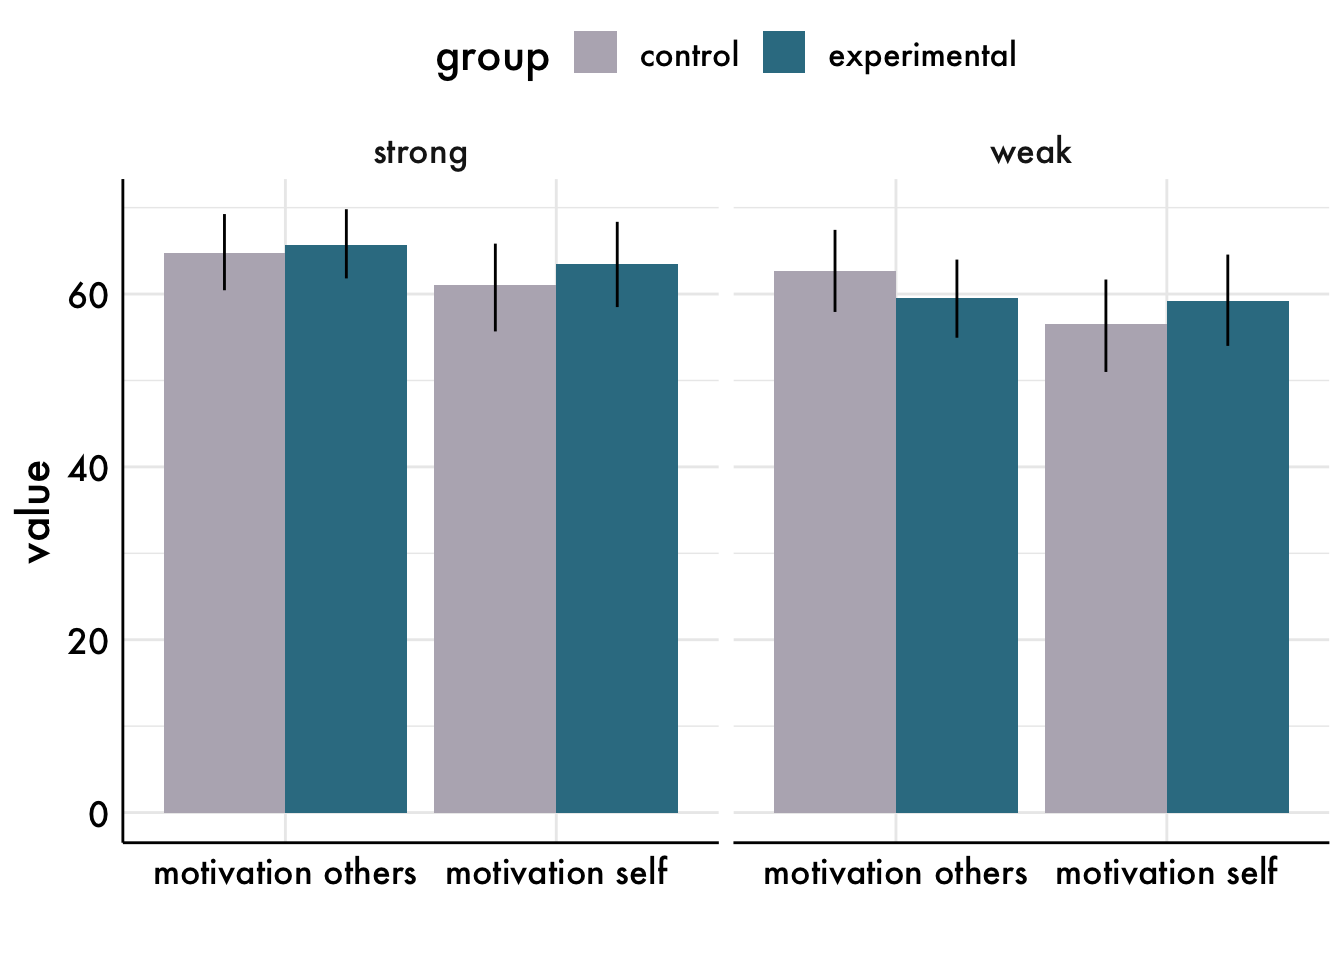 group control experimental
strong weak
value
60
40
20
0
motivation others motivation self motivation others motivation self